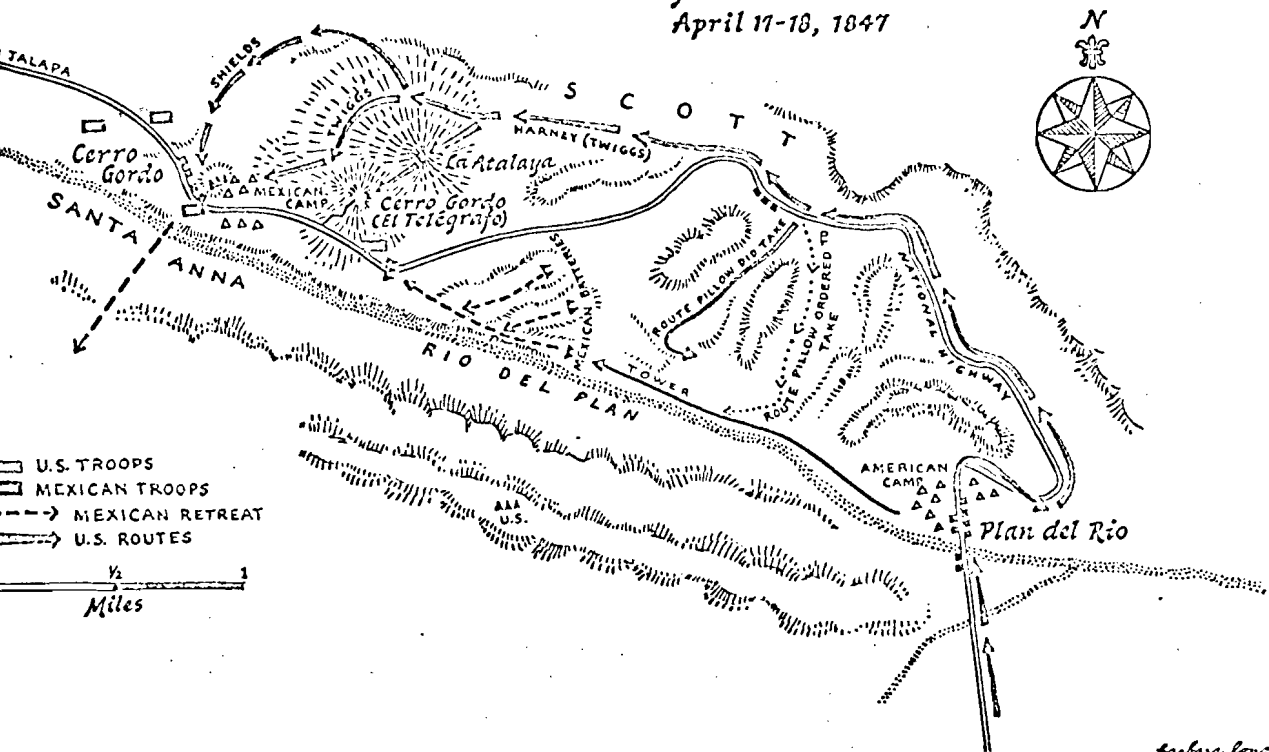 April 17-18, 1847
N
JALAPA
SHIELDS
SCOTT
TWIGGS
HARNEY (TWIGGS)
Cerro
Gordo
La Atalaya
MEXICAN
CAMP
Cerro Gordo
(El Telégrafo)
SANTA
ANNA
MEXICAN BATTERIES
ROUTE PILLOW DID TAKE
ROUTE PILLOW ORDERED TO
TAKE
NATIONAL HIGHWAY
RIO DEL PLAN
TOWER
AMERICAN
CAMP
U.S.
Plan del Rio
U.S. TROOPS
MEXICAN TROOPS
MEXICAN RETREAT
U.S. ROUTES
1/2 1
Miles